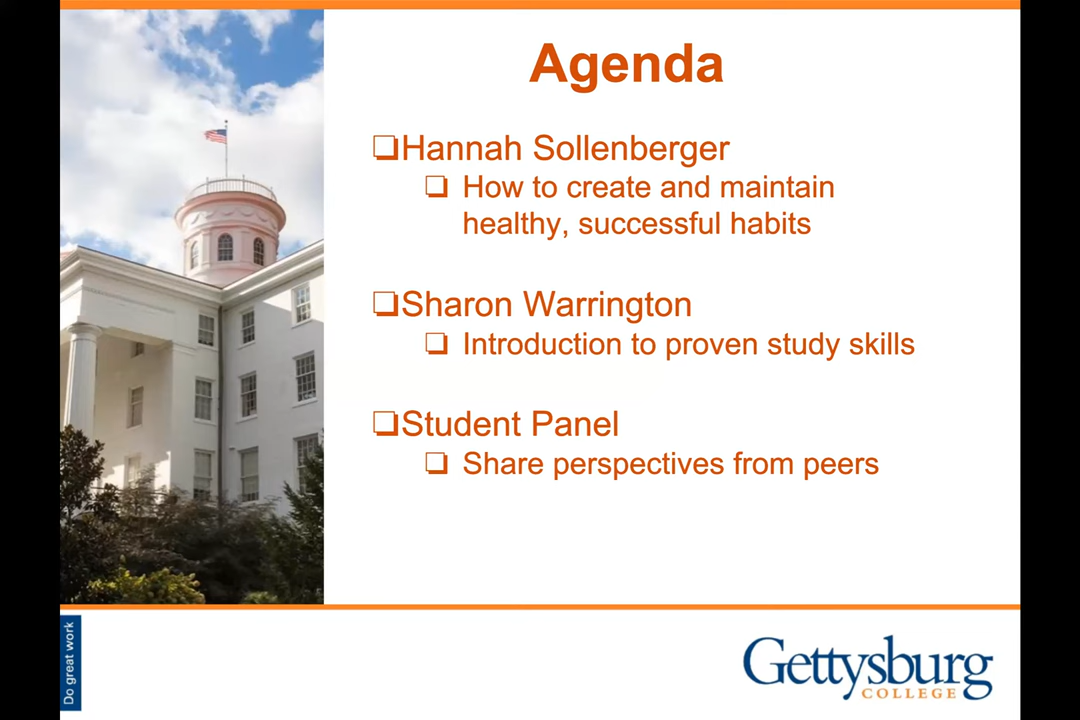 Agenda
❏Hannah Sollenberger
❏ How to create and maintain
healthy, successful habits
❏Sharon Warrington
❏ Introduction to proven study skills
❏Student Panel
❏ Share perspectives from peers
Do great work
Gettysburg
COLLEGE